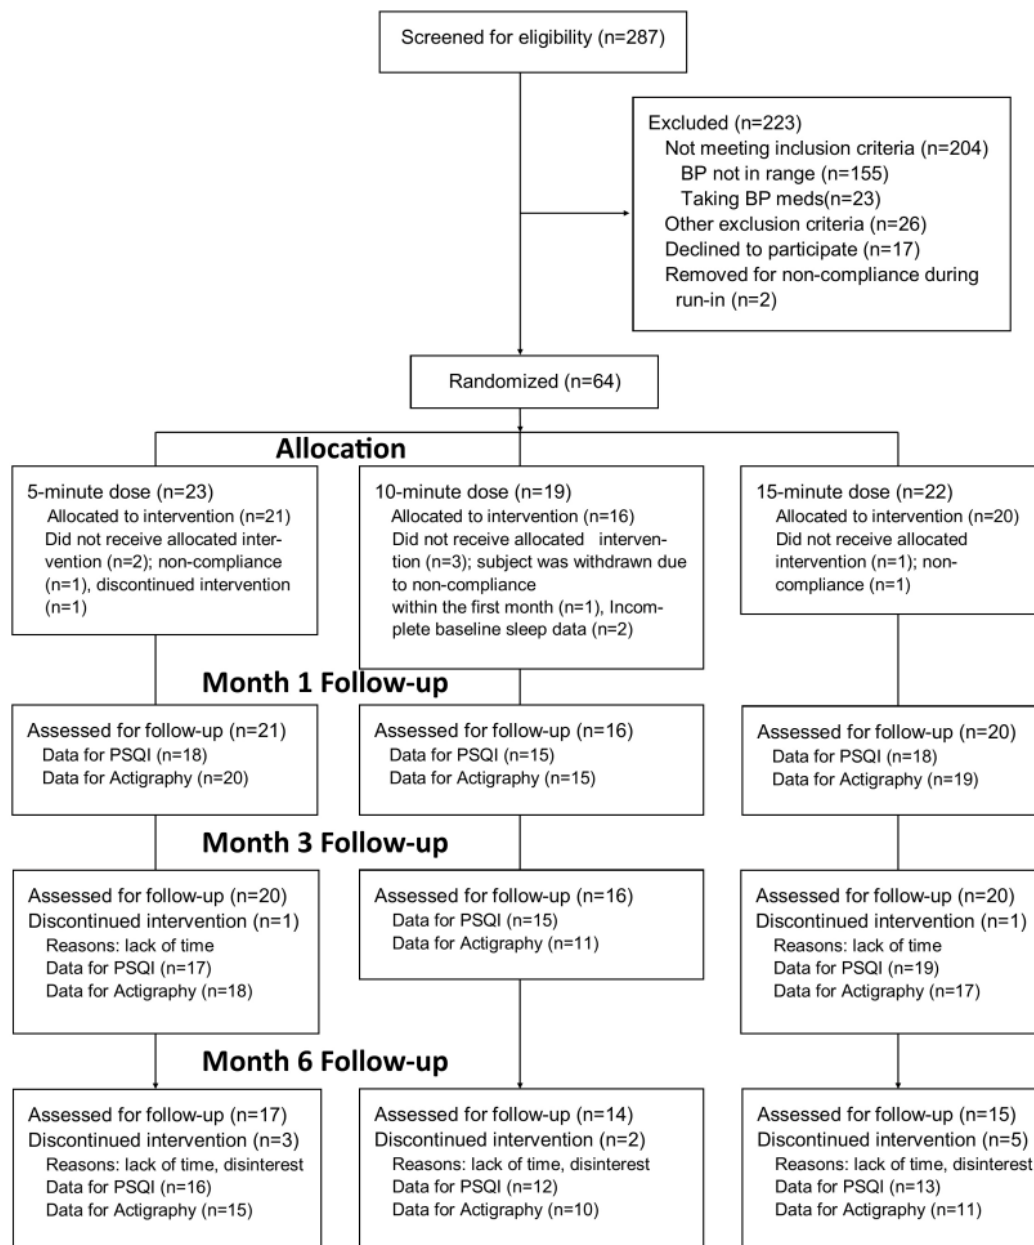 Screened for eligibility (n=287)
Excluded (n=223)
Not meeting inclusion criteria (n=204)
BP not in range (n=155)
Taking BP meds(n=23)
Other exclusion criteria (n=26)
Declined to participate (n=17)
Removed for non-compliance during
run-in (n=2)
Randomized (n=64)
Allocation
5-minute dose (n=23)
Allocated to intervention (n=21)
Did not receive allocated inter-
vention (n=2); non-compliance
(n=1), discontinued intervention
(n=1)
10-minute dose (n=19)
Allocated to intervention (n=16)
Did not receive allocated interven-
tion (n=3); subject was withdrawn due
to non-compliance
within the first month (n=1), Incom-
plete baseline sleep data (n=2)
15-minute dose (n=22)
Allocated to intervention (n=20)
Did not receive allocated
intervention (n=1); non-
compliance (n=1)
Month 1 Follow-up
Assessed for follow-up (n=21)
Data for PSQI (n=18)
Data for Actigraphy (n=20)
Assessed for follow-up (n=16)
Data for PSQI (n=15)
Data for Actigraphy (n=15)
Assessed for follow-up (n=20)
Data for PSQI (n=18)
Data for Actigraphy (n=19)
Month 3 Follow-up
Assessed for follow-up (n=20)
Discontinued intervention (n=1)
Reasons: lack of time
Data for PSQI (n=17)
Data for Actigraphy (n=18)
Assessed for follow-up (n=16)
Data for PSQI (n=15)
Data for Actigraphy (n=11)
Assessed for follow-up (n=20)
Discontinued intervention (n=1)
Reasons: lack of time
Data for PSQI (n=19)
Data for Actigraphy (n=17)
Month 6 Follow-up
Assessed for follow-up (n=17)
Discontinued intervention (n=3)
Reasons: lack of time, disinterest
Data for PSQI (n=16)
Data for Actigraphy (n=15)
Assessed for follow-up (n=14)
Discontinued intervention (n=2)
Reasons: lack of time, disinterest
Data for PSQI (n=12)
Data for Actigraphy (n=10)
Assessed for follow-up (n=15)
Discontinued intervention (n=5)
Reasons: lack of time, disinterest
Data for PSQI (n=13)
Data for Actigraphy (n=11)